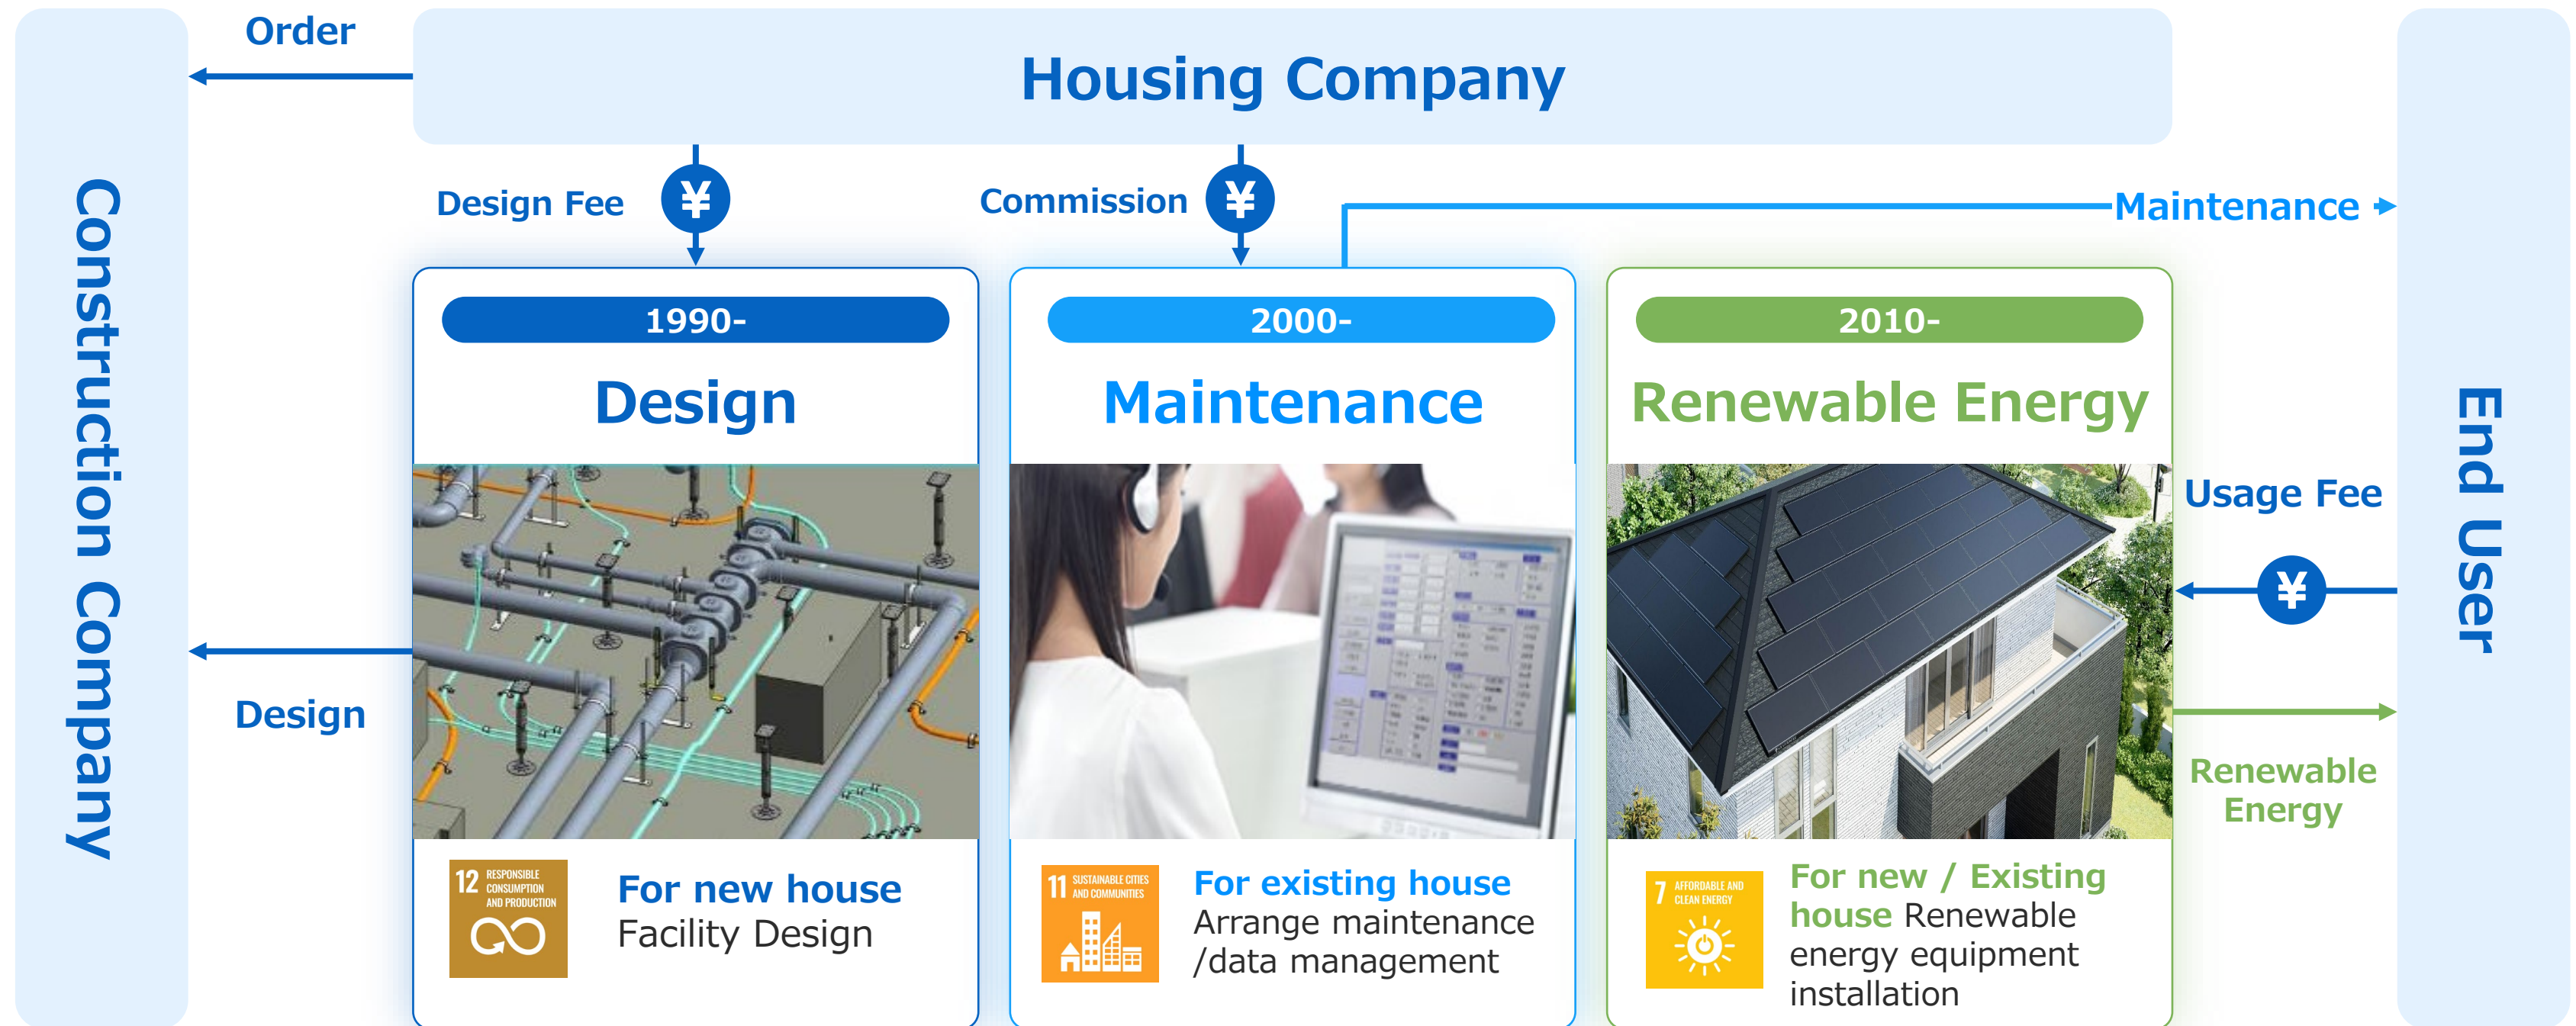 Order
Housing Company
Construction Company
Design Fee
¥
Commission
¥
Maintenance
1990-
Design
2000-
Maintenance
2010-
Renewable Energy
End User
Usage Fee
¥
Design
Renewable
Energy
12 RESPONSIBLE
CONSUMPTION
AND PRODUCTION
For new house
Facility Design
11 SUSTAINABLE CITIES
AND COMMUNITIES
For existing house
Arrange maintenance
/data management
7 AFFORDABLE AND
CLEAN ENERGY
For new / Existing
house Renewable
energy equipment
installation